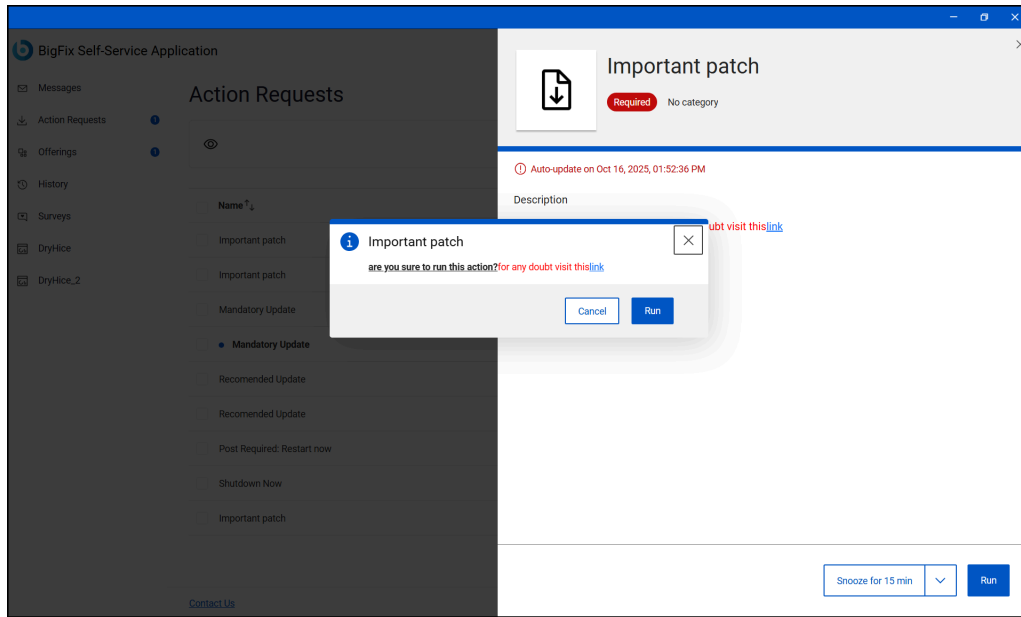 BigFix Self-Service Application
Messages
Action Requests 1
Offerings 1
History
Surveys
DryHice
DryHice_2
Action Requests
Name
Important patch
Important patch
Mandatory Update
Mandatory Update
Recomended Update
Recomended Update
Post Required: Restart now
Shutdown Now
Important patch
Contact Us
Important patch
are you sure to run this action?for any doubt visit thislink
Cancel Run
Important patch
Required No category
Auto-update on Oct 16, 2025, 01:52:36 PM
Description
ubt visit thislink
Snooze for 15 min
Run